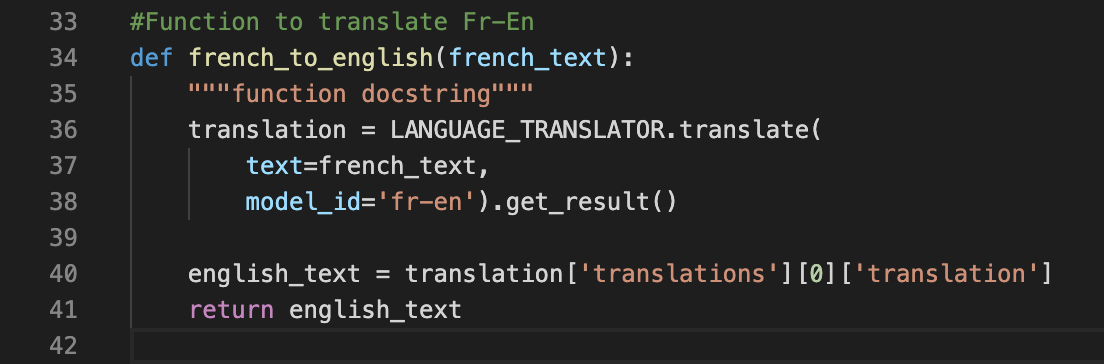 33 #Function to translate Fr-En
34 def french_to_english(french_text):
35     """function docstring"""
36     translation = LANGUAGE_TRANSLATOR.translate(
37         text=french_text,
38         model_id='fr-en').get_result()
39
40     english_text = translation['translations'][0]['translation']
41     return english_text
42